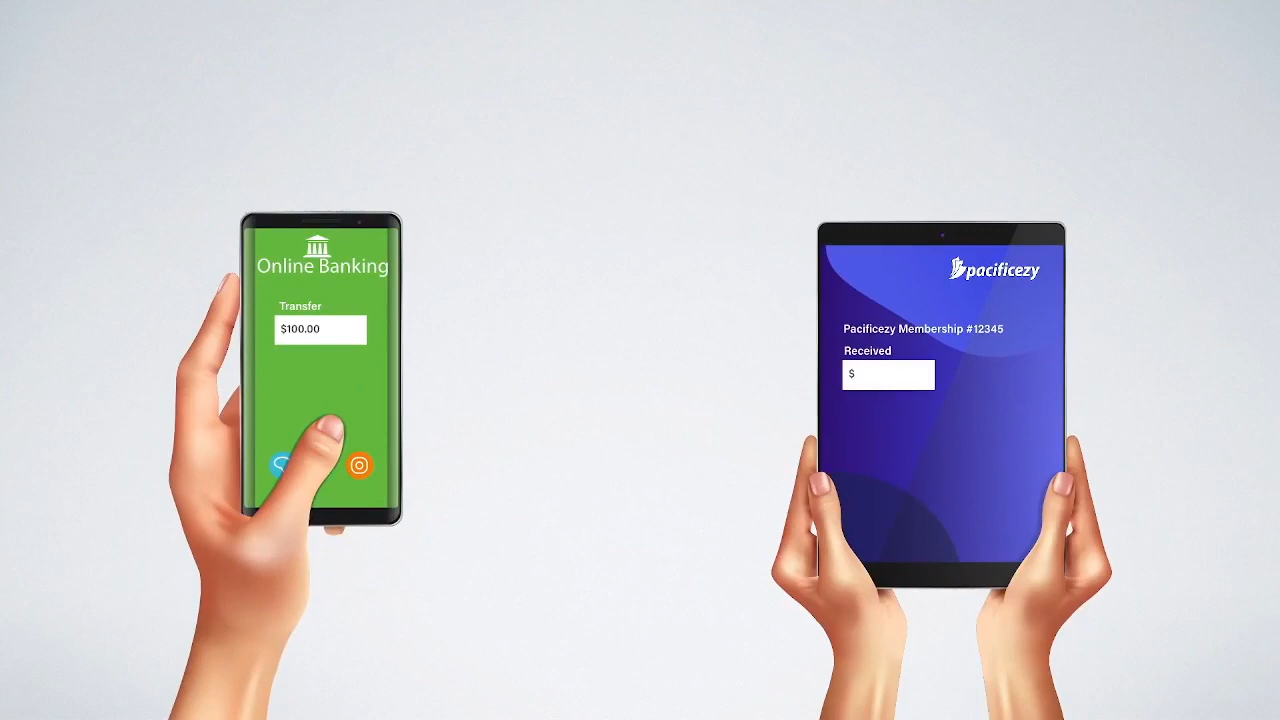 Online Banking
Transfer
$100.00
pacificezy
Pacificezy Membership #12345
Received
$